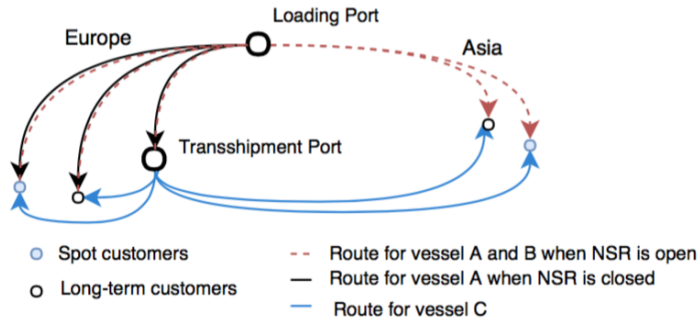 Loading Port
Europe
Asia
Transshipment Port
Spot customers
Long-term customers
Route for vessel A and B when NSR is open
Route for vessel A when NSR is closed
Route for vessel C